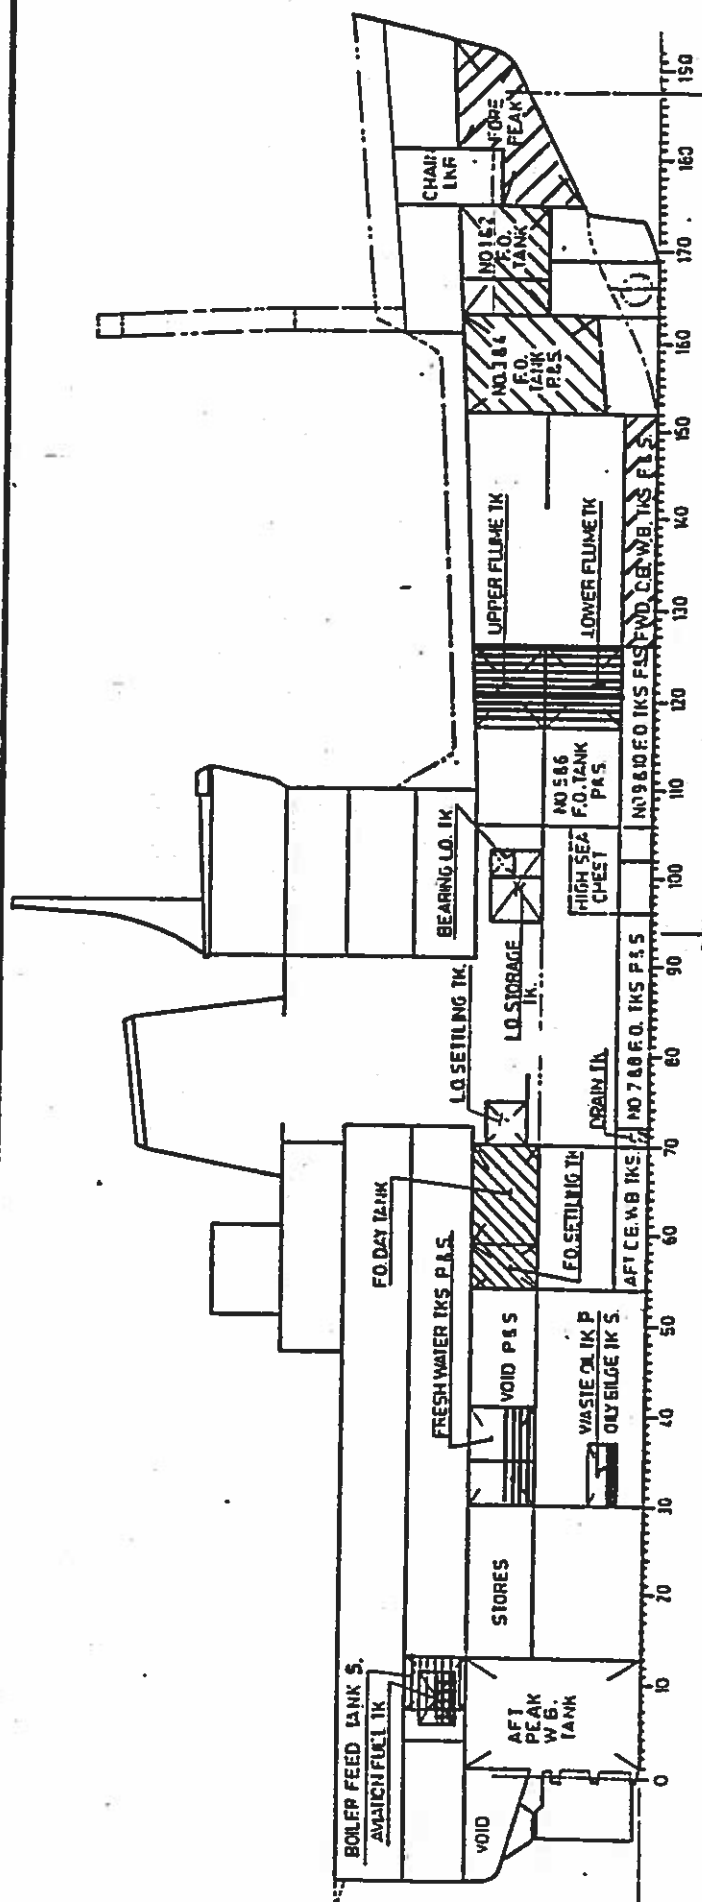 BOILER FEED TANK S.
AVIATION FUEL TK
VOID
AFT.
PEAK
W B.
TANK
STORES
FRESH WATER TKS P & S.
VOID P & S
WASTE OIL TK P
OILY BILGE TK S.
F.O. DAY TANK
F.O. SETTLING TK
AFT C.B. W.B TKS.
DRAIN TK
L.O. SETTLING TK.
L.O STORAGE
TK.
BEARING L.O. TK.
HIGH SEA
CHEST
NO 7 & 8 F.O. TKS P & S
NO 5 & 6
F.O. TANK
P & S.
NO 9 & 10 F.O TKS P & S
FWD C.B. W.B. TKS P & S.
UPPER FLUME TK
LOWER FLUME TK
NO. 3 & 4
F.O.
TANK
P & S.
NO 1 & 2
F.O.
TANK
CHAIN
LKR
FORE
PEAK
0 10 20 30 40 50 60 70 80 90 100 110 120 130 140 150 160 170 180 190